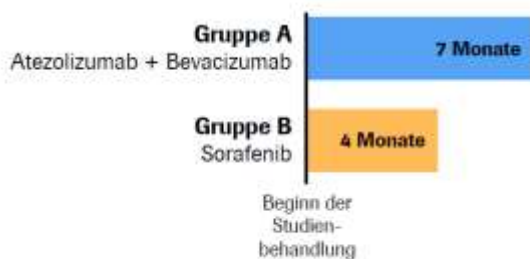 Gruppe A
Atezolizumab + Bevacizumab
7 Monate
Gruppe B
Sorafenib
4 Monate
Beginn der
Studien-
behandlung